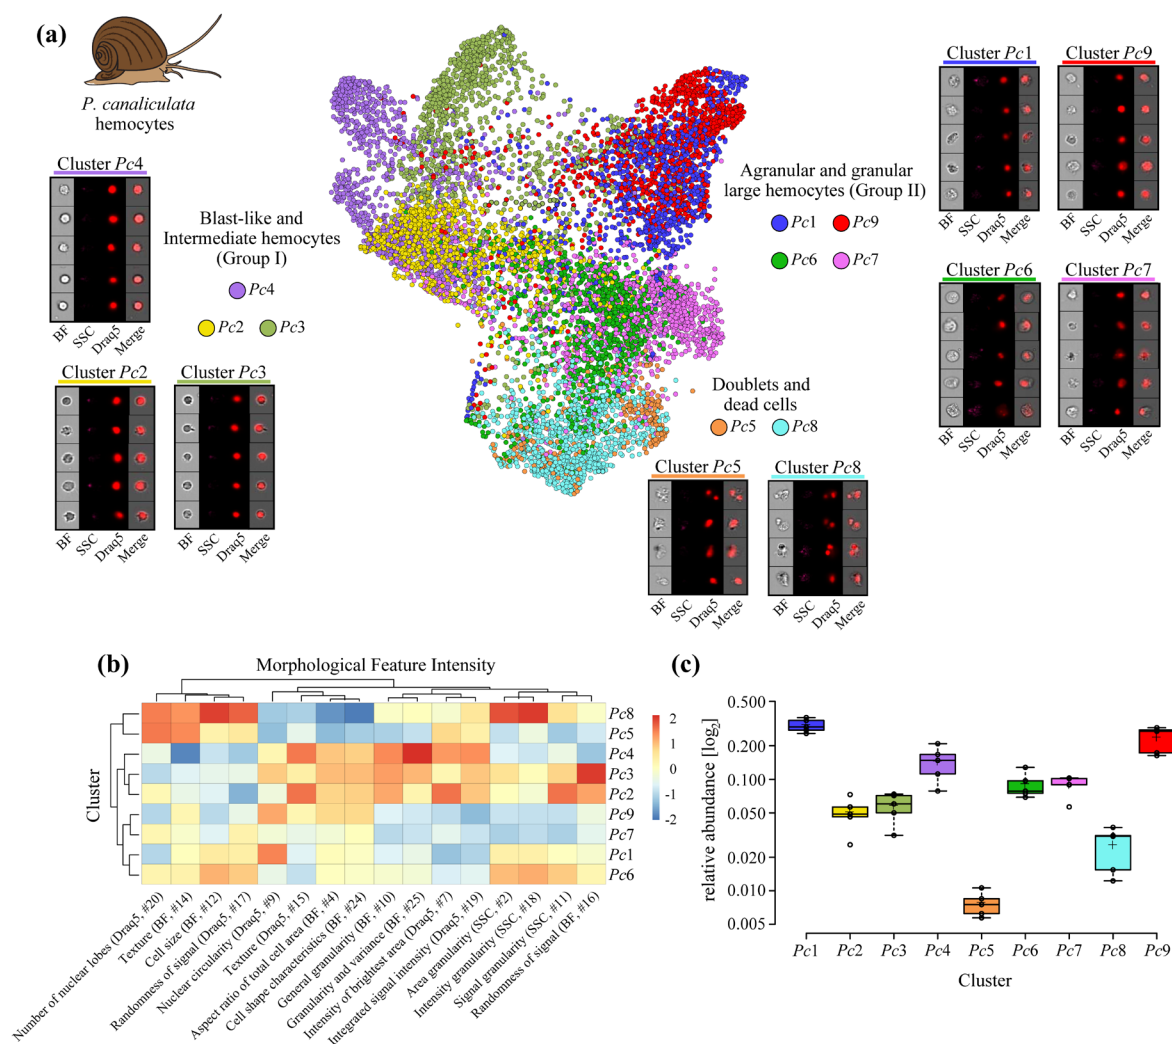 (a)
P. canaliculata
hemocytes
Cluster Pc4
BF SSC Draq5 Merge
Blast-like and
Intermediate hemocytes
(Group I)
Pc4
Pc2 Pc3
Cluster Pc2
BF SSC Draq5 Merge
Cluster Pc3
BF SSC Draq5 Merge
Agranular and granular
large hemocytes (Group II)
Pc1 Pc9
Pc6 Pc7
Cluster Pc1
BF SSC Draq5 Merge
Cluster Pc9
BF SSC Draq5 Merge
Cluster Pc6
BF SSC Draq5 Merge
Cluster Pc7
BF SSC Draq5 Merge
Doublets and
dead cells
Pc5 Pc8
Cluster Pc5
BF SSC Draq5 Merge
Cluster Pc8
BF SSC Draq5 Merge
(b)
Morphological Feature Intensity
Cluster
Pc8
Pc5
Pc4
Pc3
Pc2
Pc9
Pc7
Pc1
Pc6
2
1
0
-1
-2
Number of nuclear lobes (Draq5, #20)
Texture (BF, #14)
Cell size (BF, #12)
Randomness of signal (Draq5, #17)
Nuclear circularity (Draq5, #9)
Texture (Draq5, #15)
Aspect ratio of total cell area (BF, #4)
Cell shape characteristics (BF, #24)
General granularity (BF, #10)
Granularity and variance (BF, #25)
Intensity of brightest area (Draq5, #7)
Integrated signal intensity (Draq5, #19)
Area granularity (SSC, #2)
Intensity granularity (SSC, #18)
Signal granularity (SSC, #11)
Randomness of signal (BF, #16)
(c)
relative abundance [log2]
0.500
0.200
0.100
0.050
0.020
0.010
0.005
Pc1 Pc2 Pc3 Pc4 Pc5 Pc6 Pc7 Pc8 Pc9
Cluster